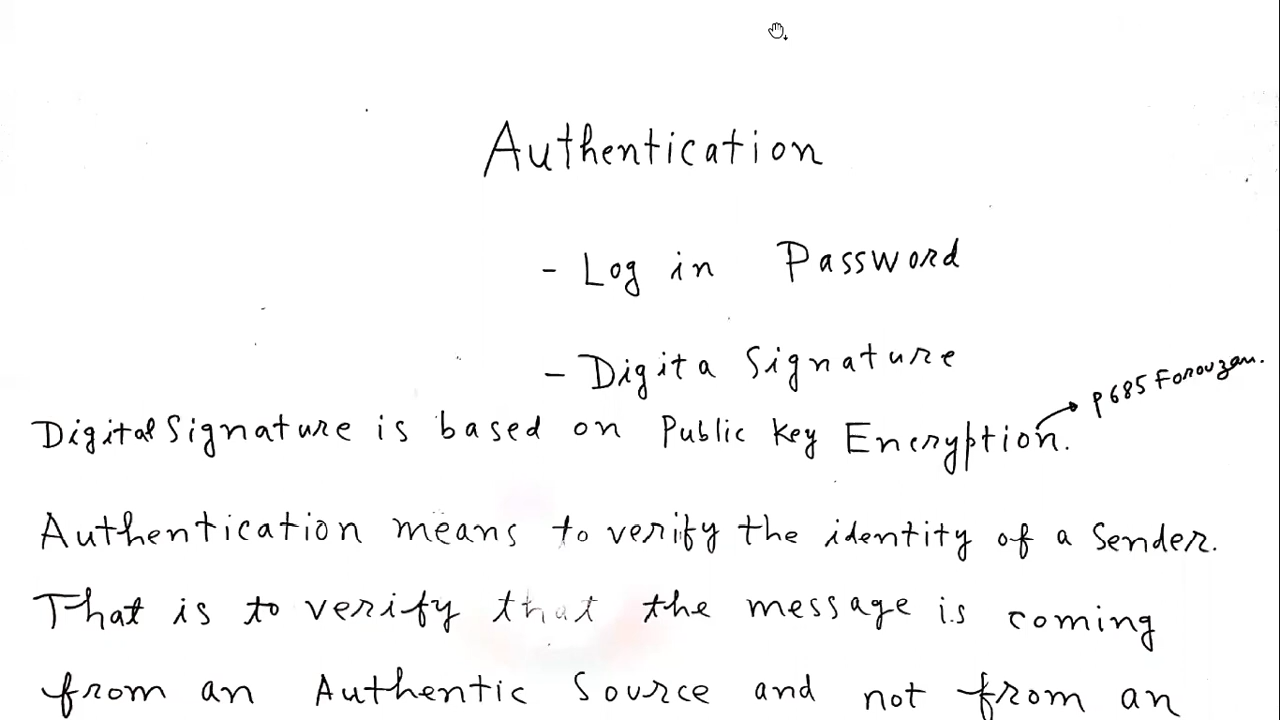 Authentication
- Log in Password
- Digita Signature
p685 Forouzan.
Digital Signature is based on Public Key Encryption.
Authentication means to verify the identity of a Sender.
That is to verify that the message is coming
from an Authentic Source and not from an